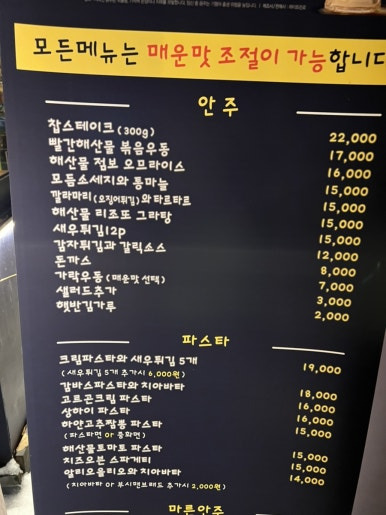 모든메뉴는 매운맛 조절이 가능합니다
안 주
찹스테이크 (300g) 22,000
빨간해산물 볶음우동 17,000
해산물 점보 오므라이스 16,000
모듬소세지와 통마늘 15,000
깔라마리 (오징어튀김) 와 타르타르 15,000
해산물 리조또 그라탕 15,000
새우튀김12p 15,000
감자튀김과 갈릭소스 12,000
돈까스 8,000
가락우동 (매운맛 선택) 7,000
샐러드추가 3,000
햇반김가루 2,000
파스타
크림파스타와 새우튀김 5개 19,000
(새우튀김 5개 추가시 6,000원)
감바스파스타와 치아바타 18,000
고르곤크림 파스타 16,000
상하이 파스타 16,000
하얀고추짬뽕 파스타 15,000
(파스타면 or 중화면)
해산물토마토 파스타 15,000
치즈오븐 스파게티 15,000
알리오올리오와 치아바타 14,000
(치아바타 or 부시맨브레드 추가시 2,000원)
마른안주